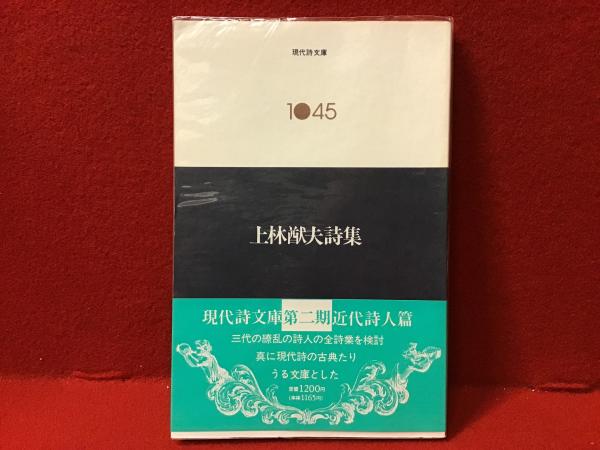 現代詩文庫
1●45
上林猷夫詩集
現代詩文庫第二期近代詩人篇
三代の繚乱の詩人の全詩業を検討
真に現代詩の古典たり
うる文庫とした
定価1200円
(本体1165円)